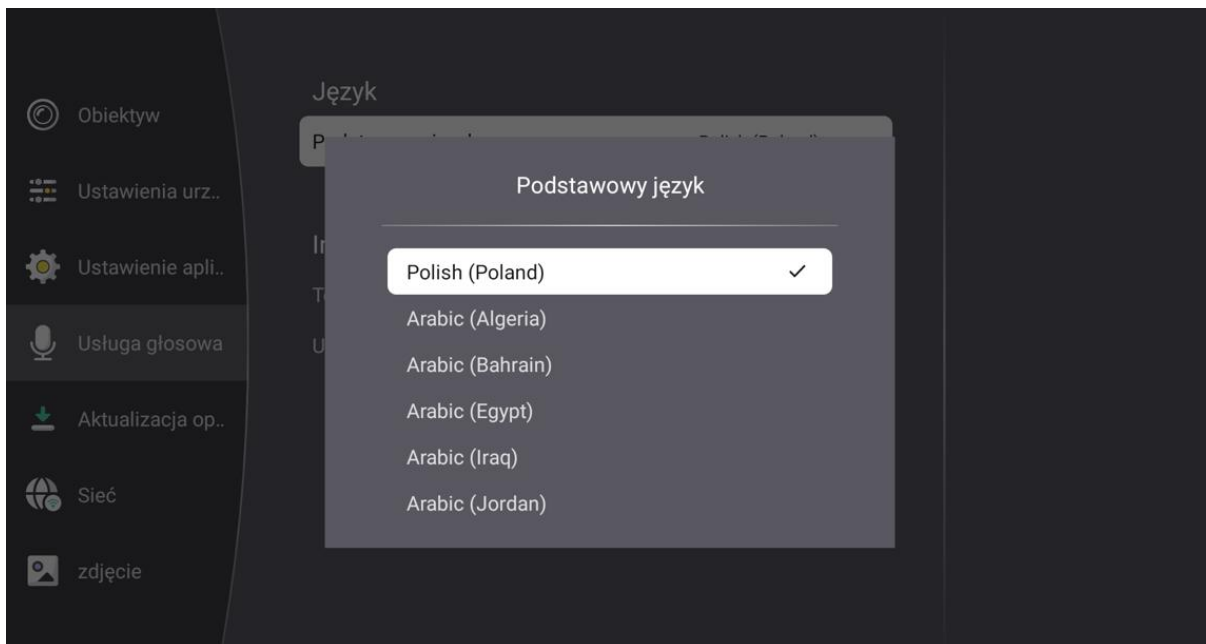 Obiektyw
Ustawienia urz..
Ustawienie apli..
Usługa głosowa
Aktualizacja op..
Sieć
zdjęcie
Język
Podstawowy język
Polish (Poland)
Arabic (Algeria)
Arabic (Bahrain)
Arabic (Egypt)
Arabic (Iraq)
Arabic (Jordan)